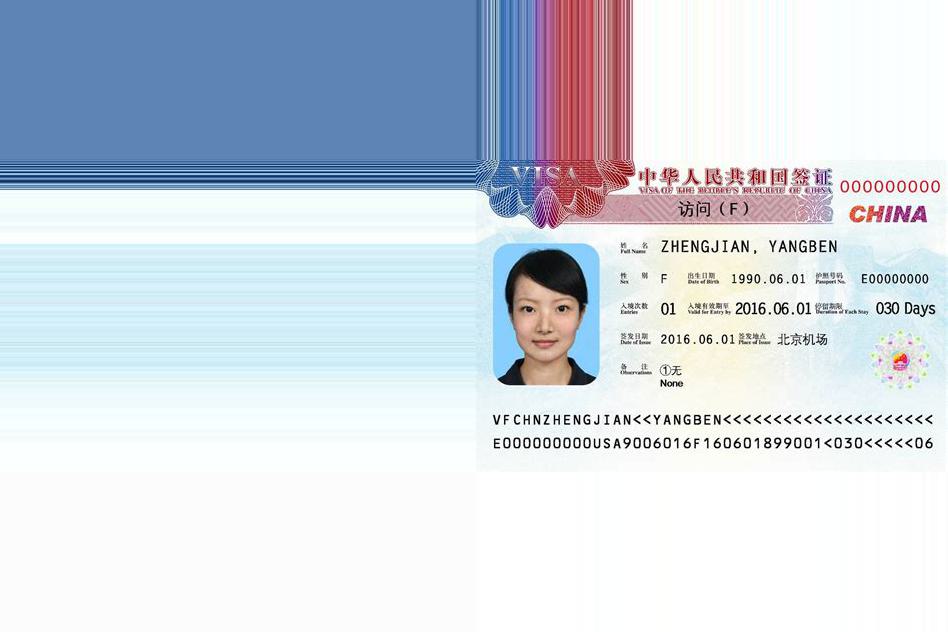 VISA
中华人民共和国签证
VISA OF THE PEOPLE'S REPUBLIC OF CHINA
000000000
访问(F)
CHINA
姓 名 Full Name ZHENGJIAN, YANGBEN
性 别 Sex F 出生日期 Date of Birth 1990.06.01 护照号码 Passport No. E00000000
入境次数 Entries 01 入境有效期至 Valid for Entry by 2016.06.01 停留期限 Duration of Each Stay 030 Days
签发日期 Date of Issue 2016.06.01 签发地点 Place of Issue 北京机场
备 注 Observations ①无
None
VFCHNZHENGJIAN<<YANGBEN<<<<<<<<<<<<<<<<<<<<<
E000000000USA9006016F160601899001<030<<<<<06